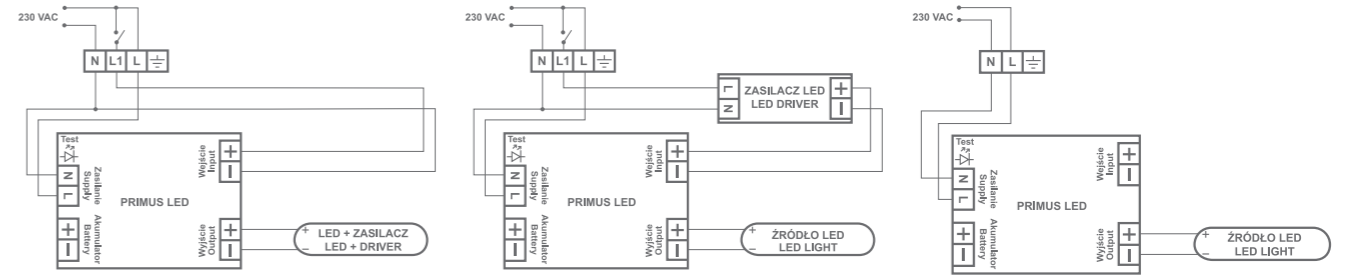 230 VAC
N L1 L
Test
N
L
Zasilanie
Supply
Wejście
Input
+
−
PRIMUS LED
Akumulator
Battery
+
−
Wyjście
Output
+
−
+ LED + ZASILACZ
− LED + DRIVER
230 VAC
N L1 L
L
N
ZASILACZ LED
LED DRIVER
+
−
Test
N
L
Zasilanie
Supply
Wejście
Input
+
−
PRIMUS LED
Akumulator
Battery
+
−
Wyjście
Output
+
−
+ ŹRÓDŁO LED
− LED LIGHT
230 VAC
N L
Test
N
L
Zasilanie
Supply
Wejście
Input
+
−
PRIMUS LED
Akumulator
Battery
+
−
Wyjście
Output
+
−
+ ŹRÓDŁO LED
− LED LIGHT